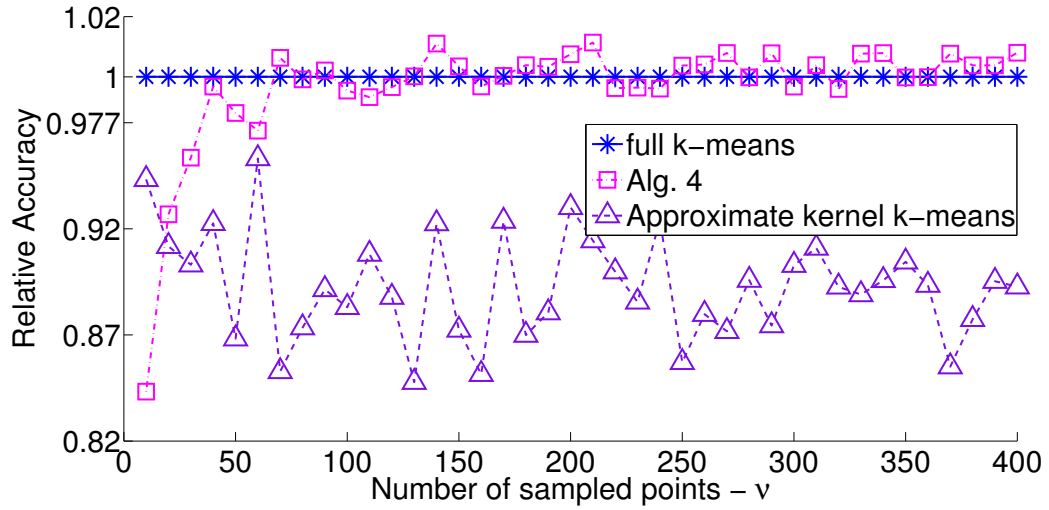 1.02
1
0.977
0.92
0.87
0.82
Relative Accuracy
full k−means
Alg. 4
Approximate kernel k−means
0 50 100 150 200 250 300 350 400
Number of sampled points − ν